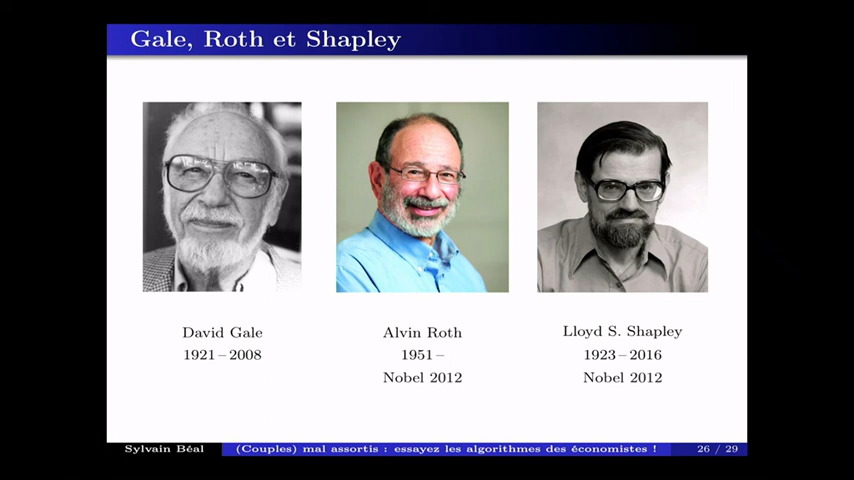 Gale, Roth et Shapley
David Gale
1921 – 2008
Alvin Roth
1951 –
Nobel 2012
Lloyd S. Shapley
1923 – 2016
Nobel 2012
Sylvain Béal
(Couples) mal assortis : essayez les algorithmes des économistes !
26 / 29